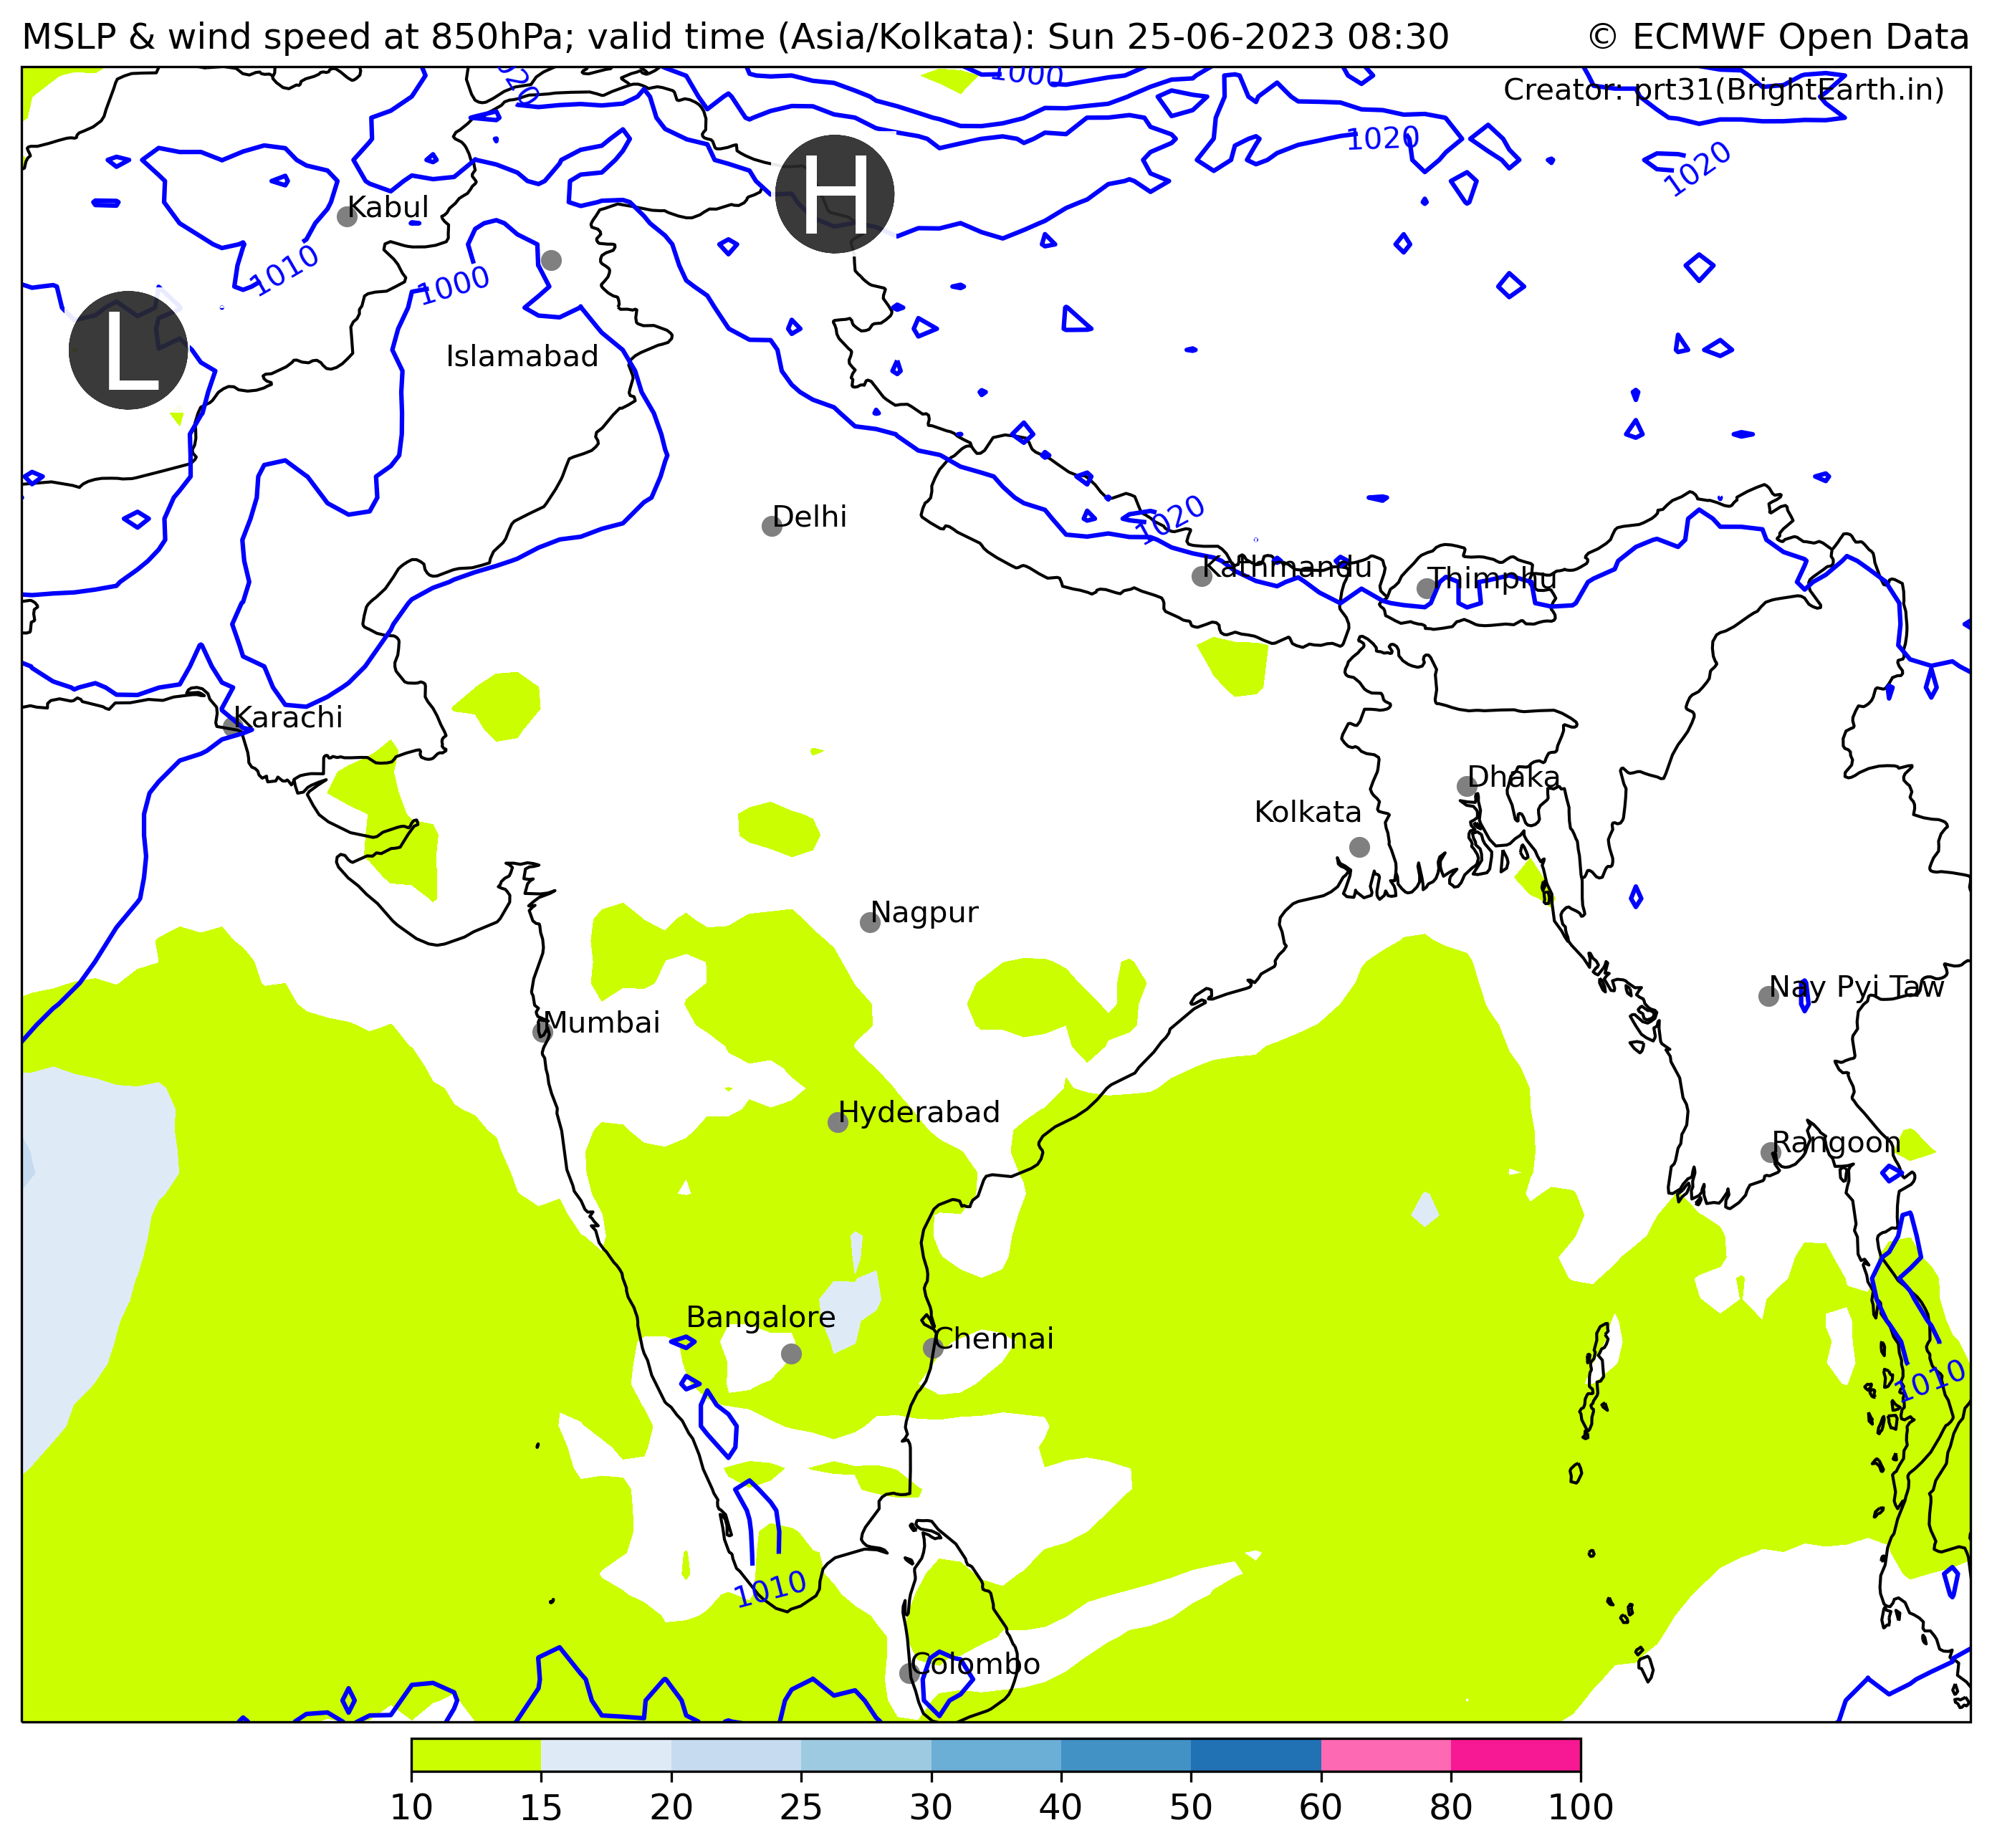 MSLP & wind speed at 850hPa; valid time (Asia/Kolkata): Sun 25-06-2023 08:30
© ECMWF Open Data
Creator: prt31(BrightEarth.in)
1020
1000
1020
1020
H
Kabul
1010
1000
L
Islamabad
Delhi
1020
Kathmandu
Thimphu
Karachi
Dhaka
Kolkata
Nagpur
Nay Pyi Taw
Mumbai
Hyderabad
Rangoon
Bangalore
Chennai
1010
1010
Colombo
10 15 20 25 30 40 50 60 80 100